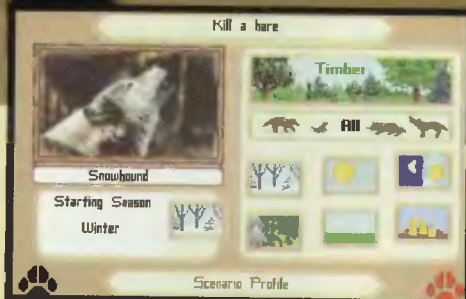 Kill a hare
Timber
All
Snowhound
Starting Season
Winter
Scenario Profile